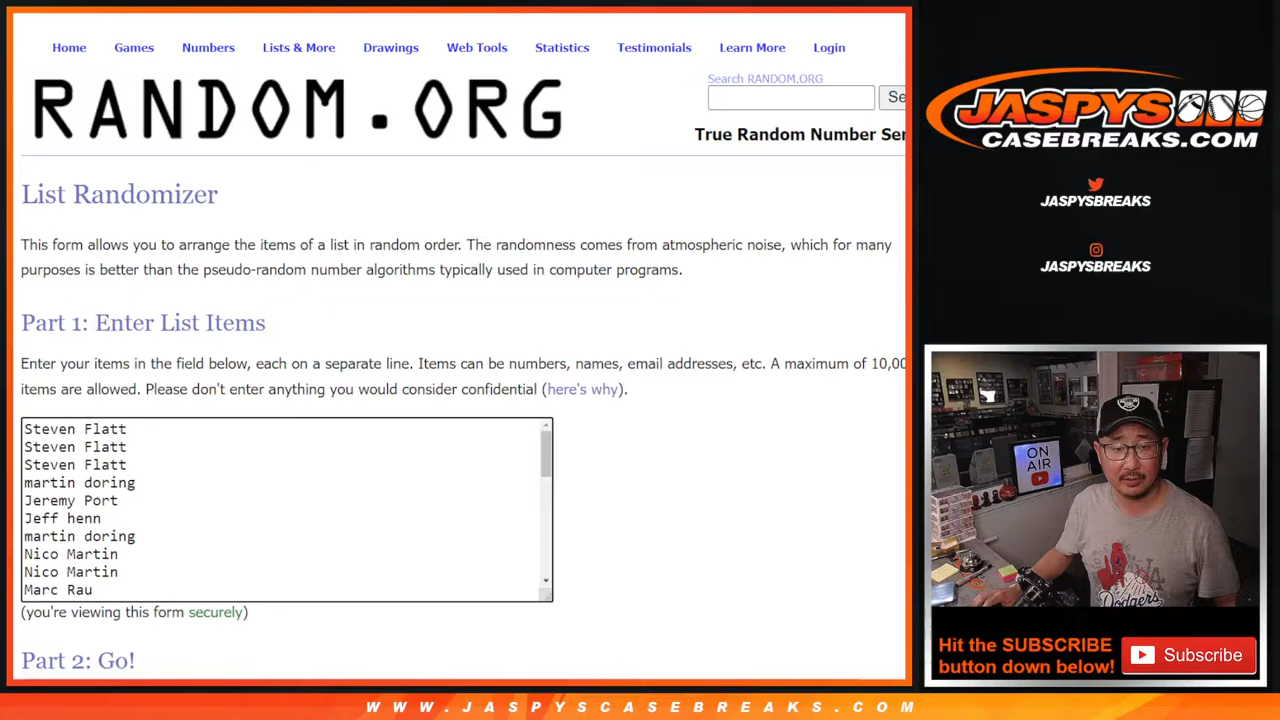 Home Games Numbers Lists & More Drawings Web Tools Statistics Testimonials Learn More Login
RANDOM.ORG
Search RANDOM.ORG
Se
True Random Number Ser
List Randomizer
This form allows you to arrange the items of a list in random order. The randomness comes from atmospheric noise, which for many
purposes is better than the pseudo-random number algorithms typically used in computer programs.
Part 1: Enter List Items
Enter your items in the field below, each on a separate line. Items can be numbers, names, email addresses, etc. A maximum of 10,00
items are allowed. Please don't enter anything you would consider confidential (here's why).
Steven Flatt
Steven Flatt
Steven Flatt
martin doring
Jeremy Port
Jeff henn
martin doring
Nico Martin
Nico Martin
Marc Rau
(you're viewing this form securely)
Part 2: Go!
JASPYS
CASEBREAKS.COM
JASPYSBREAKS
JASPYSBREAKS
ON
AIR
Dodgers
Hit the SUBSCRIBE
button down below!
Subscribe
WWW.JASPYSCASEBREAKS.COM